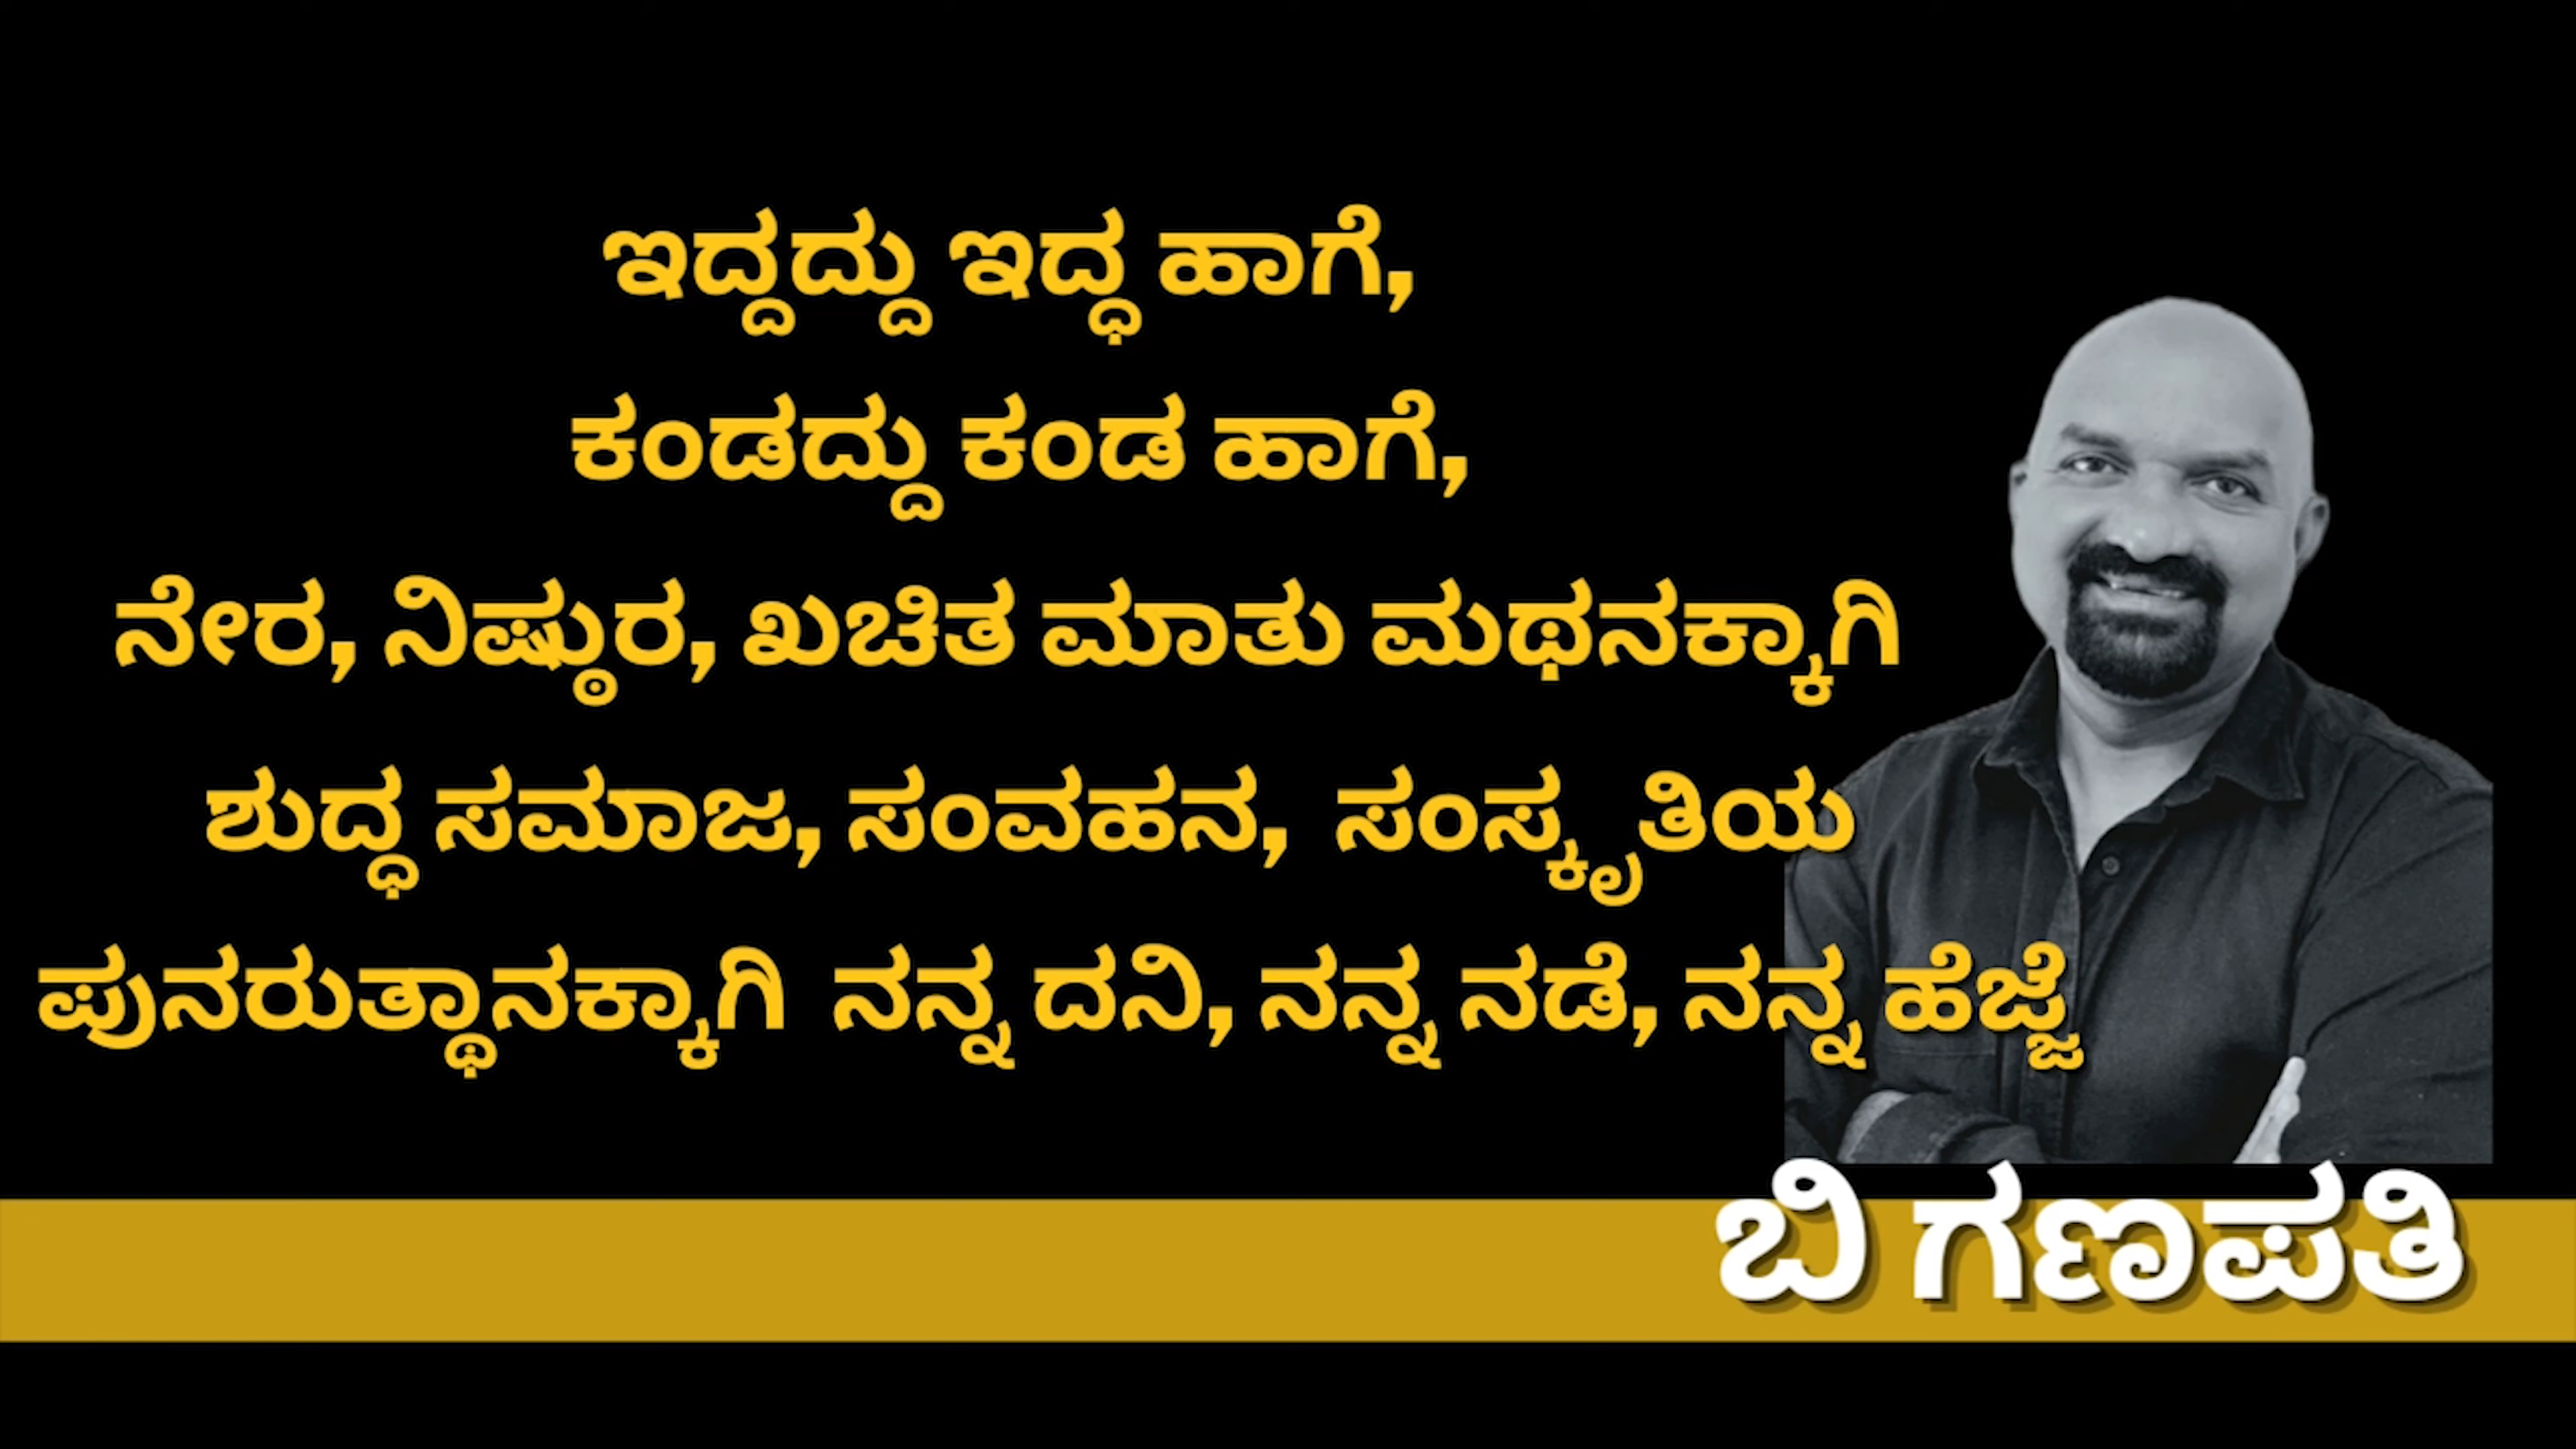 ಇದ್ದದ್ದು ಇದ್ಧ ಹಾಗೆ,
ಕಂಡದ್ದು ಕಂಡ ಹಾಗೆ,
ನೇರ, ನಿಷ್ಠುರ, ಖಚಿತ ಮಾತು ಮಥನಕ್ಕಾಗಿ
ಶುದ್ಧ ಸಮಾಜ, ಸಂವಹನ, ಸಂಸ್ಕೃತಿಯ
ಪುನರುತ್ಥಾನಕ್ಕಾಗಿ ನನ್ನ ದನಿ, ನನ್ನ ನಡೆ, ನನ್ನ ಹೆಜ್ಜೆ
ಬಿ ಗಣಪತಿ